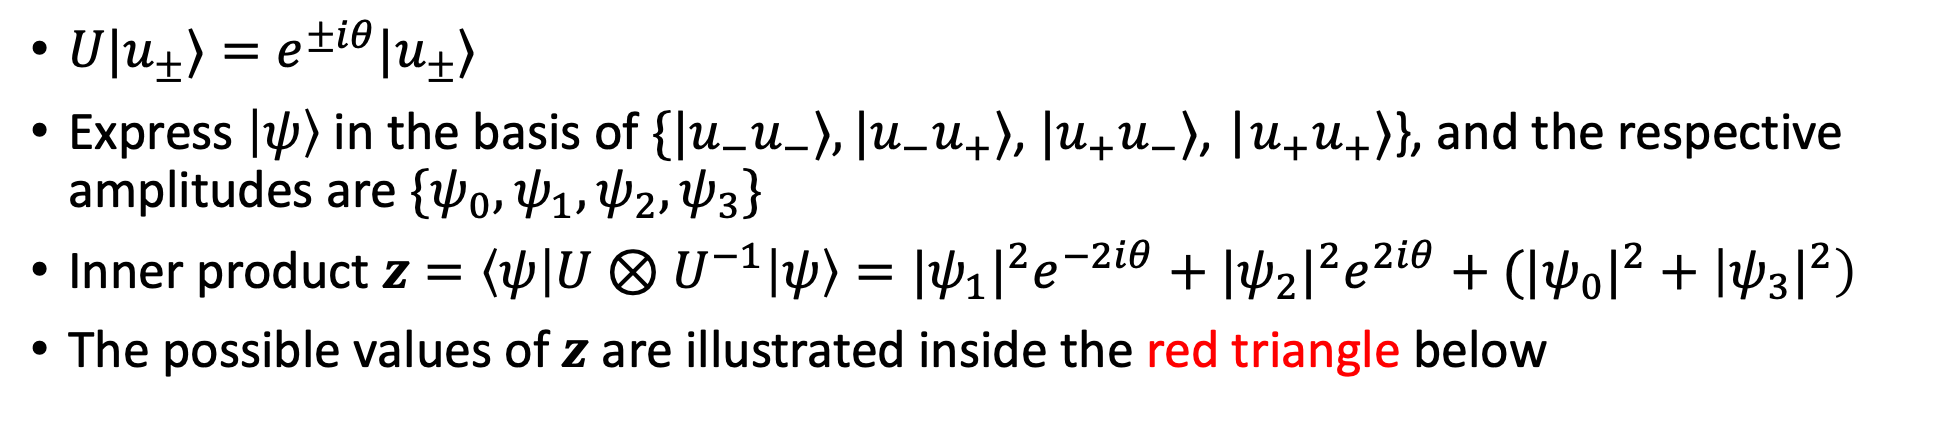 • U|u±⟩ = e^{±iθ}|u±⟩
• Express |ψ⟩ in the basis of {|u₋u₋⟩, |u₋u₊⟩, |u₊u₋⟩, |u₊u₊⟩}, and the respective
amplitudes are {ψ₀, ψ₁, ψ₂, ψ₃}
• Inner product z = ⟨ψ|U ⊗ U⁻¹|ψ⟩ = |ψ₁|²e^{−2iθ} + |ψ₂|²e^{2iθ} + (|ψ₀|² + |ψ₃|²)
• The possible values of z are illustrated inside the red triangle below